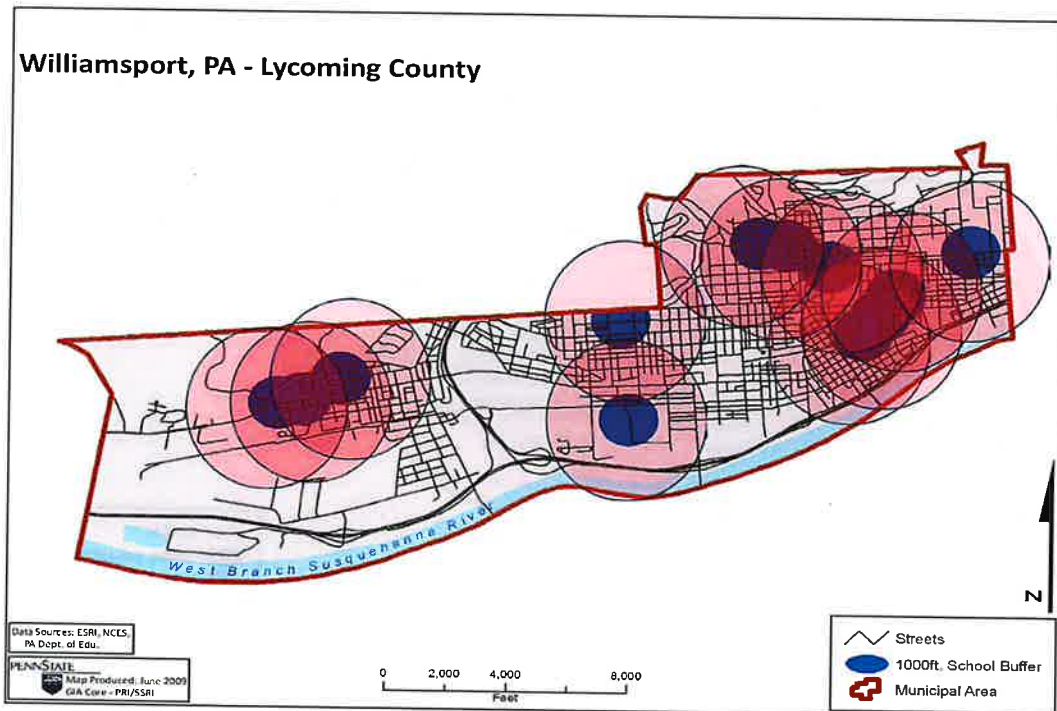 Williamsport, PA - Lycoming County
West Branch Susquehanna River
N
Data Sources: ESRI, NCES,
PA Dept. of Edu.
PENNSTATE
Map Produced: June 2009
GIA Core - PRI/SSRI
0 2,000 4,000 8,000
Feet
Streets
1000ft. School Buffer
Municipal Area